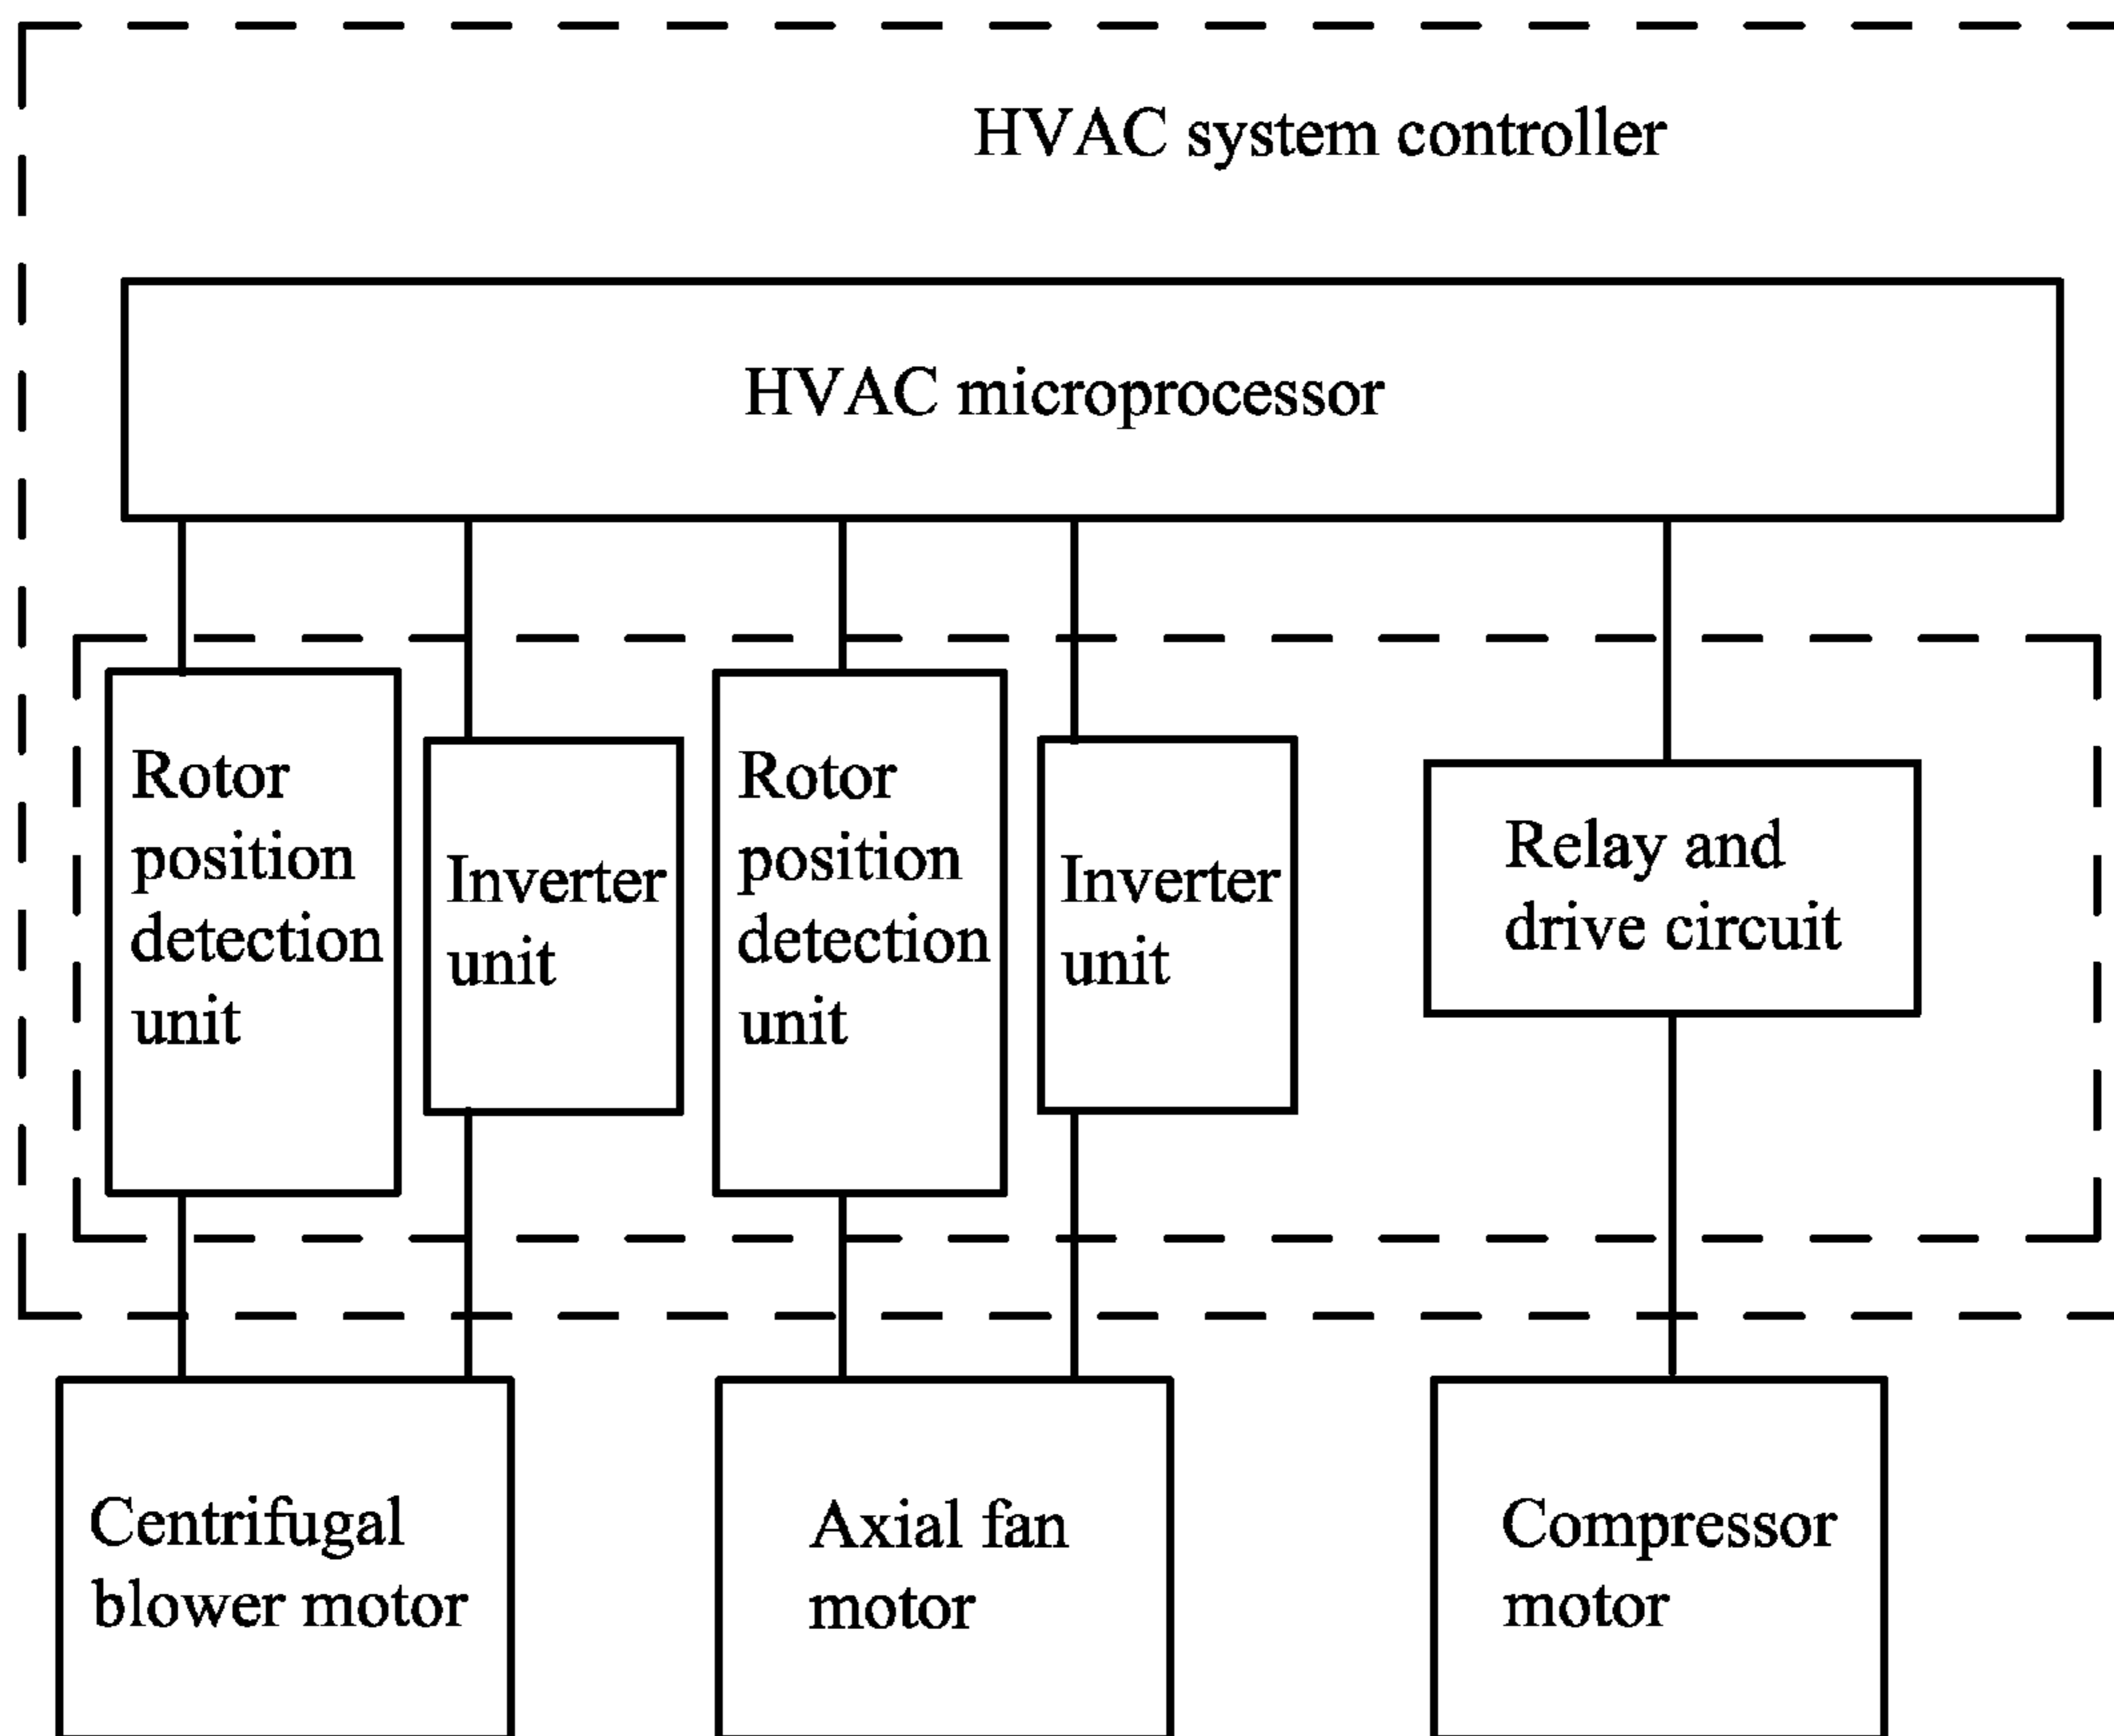 HVAC system controller
HVAC microprocessor
Rotor
position
detection
unit
Inverter
unit
Rotor
position
detection
unit
Inverter
unit
Relay and
drive circuit
Centrifugal
blower motor
Axial fan
motor
Compressor
motor